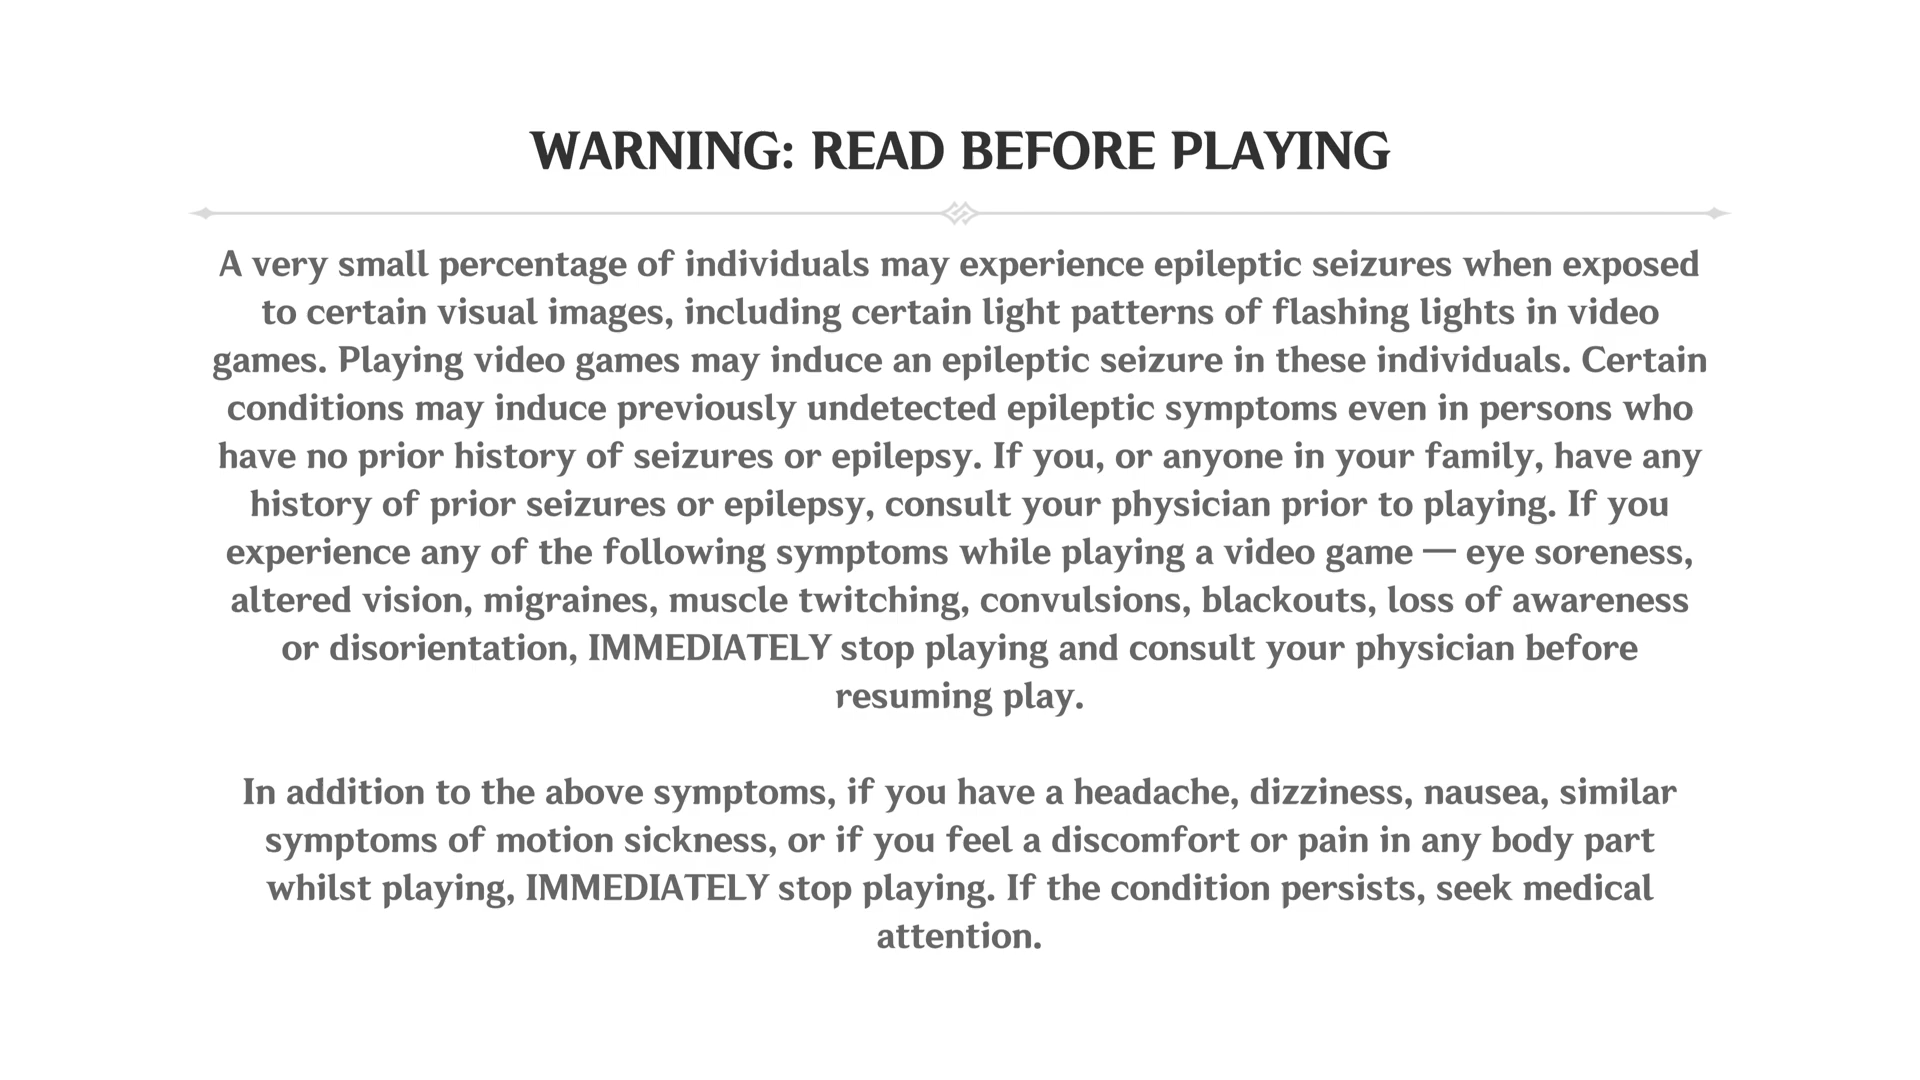 WARNING: READ BEFORE PLAYING
A very small percentage of individuals may experience epileptic seizures when exposed
to certain visual images, including certain light patterns of flashing lights in video
games. Playing video games may induce an epileptic seizure in these individuals. Certain
conditions may induce previously undetected epileptic symptoms even in persons who
have no prior history of seizures or epilepsy. If you, or anyone in your family, have any
history of prior seizures or epilepsy, consult your physician prior to playing. If you
experience any of the following symptoms while playing a video game — eye soreness,
altered vision, migraines, muscle twitching, convulsions, blackouts, loss of awareness
or disorientation, IMMEDIATELY stop playing and consult your physician before
resuming play.
In addition to the above symptoms, if you have a headache, dizziness, nausea, similar
symptoms of motion sickness, or if you feel a discomfort or pain in any body part
whilst playing, IMMEDIATELY stop playing. If the condition persists, seek medical
attention.